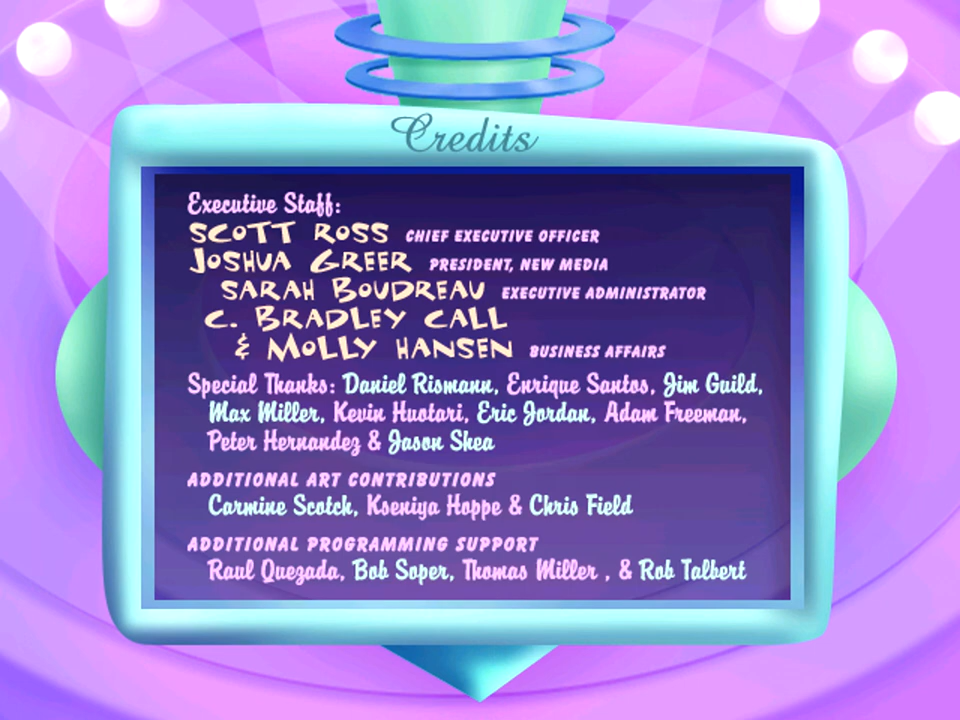 Credits
Executive Staff:
SCOTT ROSS CHIEF EXECUTIVE OFFICER
JOSHUA GREER PRESIDENT, NEW MEDIA
SARAH BOUDREAU EXECUTIVE ADMINISTRATOR
C. BRADLEY CALL
& MOLLY HANSEN BUSINESS AFFAIRS
Special Thanks: Daniel Rismann, Enrique Santos, Jim Guild,
Max Miller, Kevin Huotari, Eric Jordan, Adam Freeman,
Peter Hernandez & Jason Shea
ADDITIONAL ART CONTRIBUTIONS
Carmine Scotch, Kseniya Hoppe & Chris Field
ADDITIONAL PROGRAMMING SUPPORT
Raul Quezada, Bob Soper, Thomas Miller , & Rob Talbert